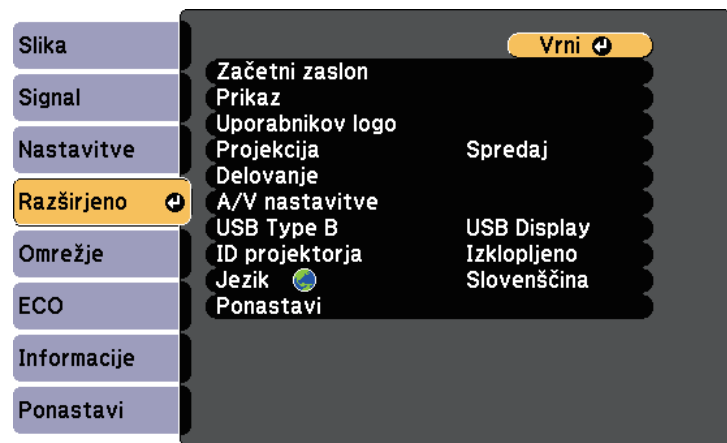 Slika
Signal
Nastavitve
Razširjeno
Omrežje
ECO
Informacije
Ponastavi
Vrni
Začetni zaslon
Prikaz
Uporabnikov logo
Projekcija Spredaj
Delovanje
A/V nastavitve
USB Type B USB Display
ID projektorja Izklopljeno
Jezik Slovenščina
Ponastavi